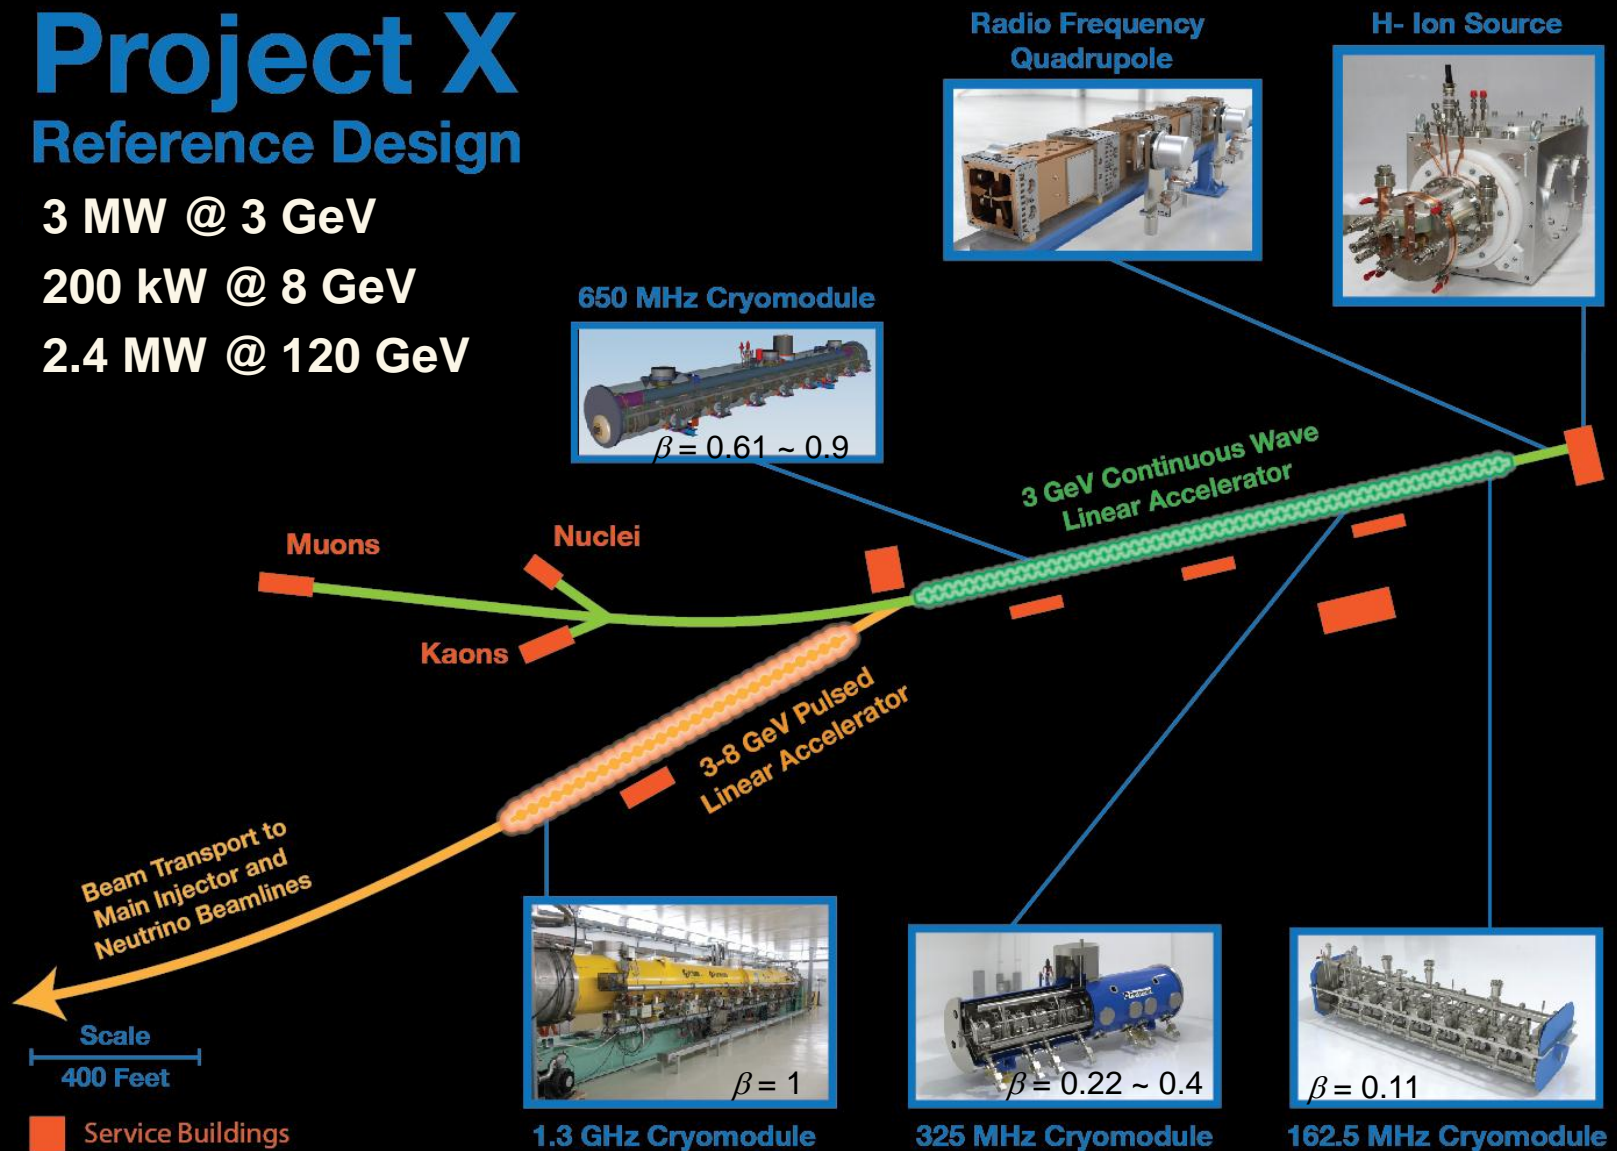 Project X
Reference Design
3 MW @ 3 GeV
200 kW @ 8 GeV
2.4 MW @ 120 GeV
Radio Frequency
Quadrupole
H- Ion Source
650 MHz Cryomodule
β = 0.61 ~ 0.9
3 GeV Continuous Wave
Linear Accelerator
Muons
Nuclei
Kaons
3-8 GeV Pulsed
Linear Accelerator
Beam Transport to
Main Injector and
Neutrino Beamlines
Scale
400 Feet
Service Buildings
β = 1
1.3 GHz Cryomodule
β = 0.22 ~ 0.4
325 MHz Cryomodule
β = 0.11
162.5 MHz Cryomodule